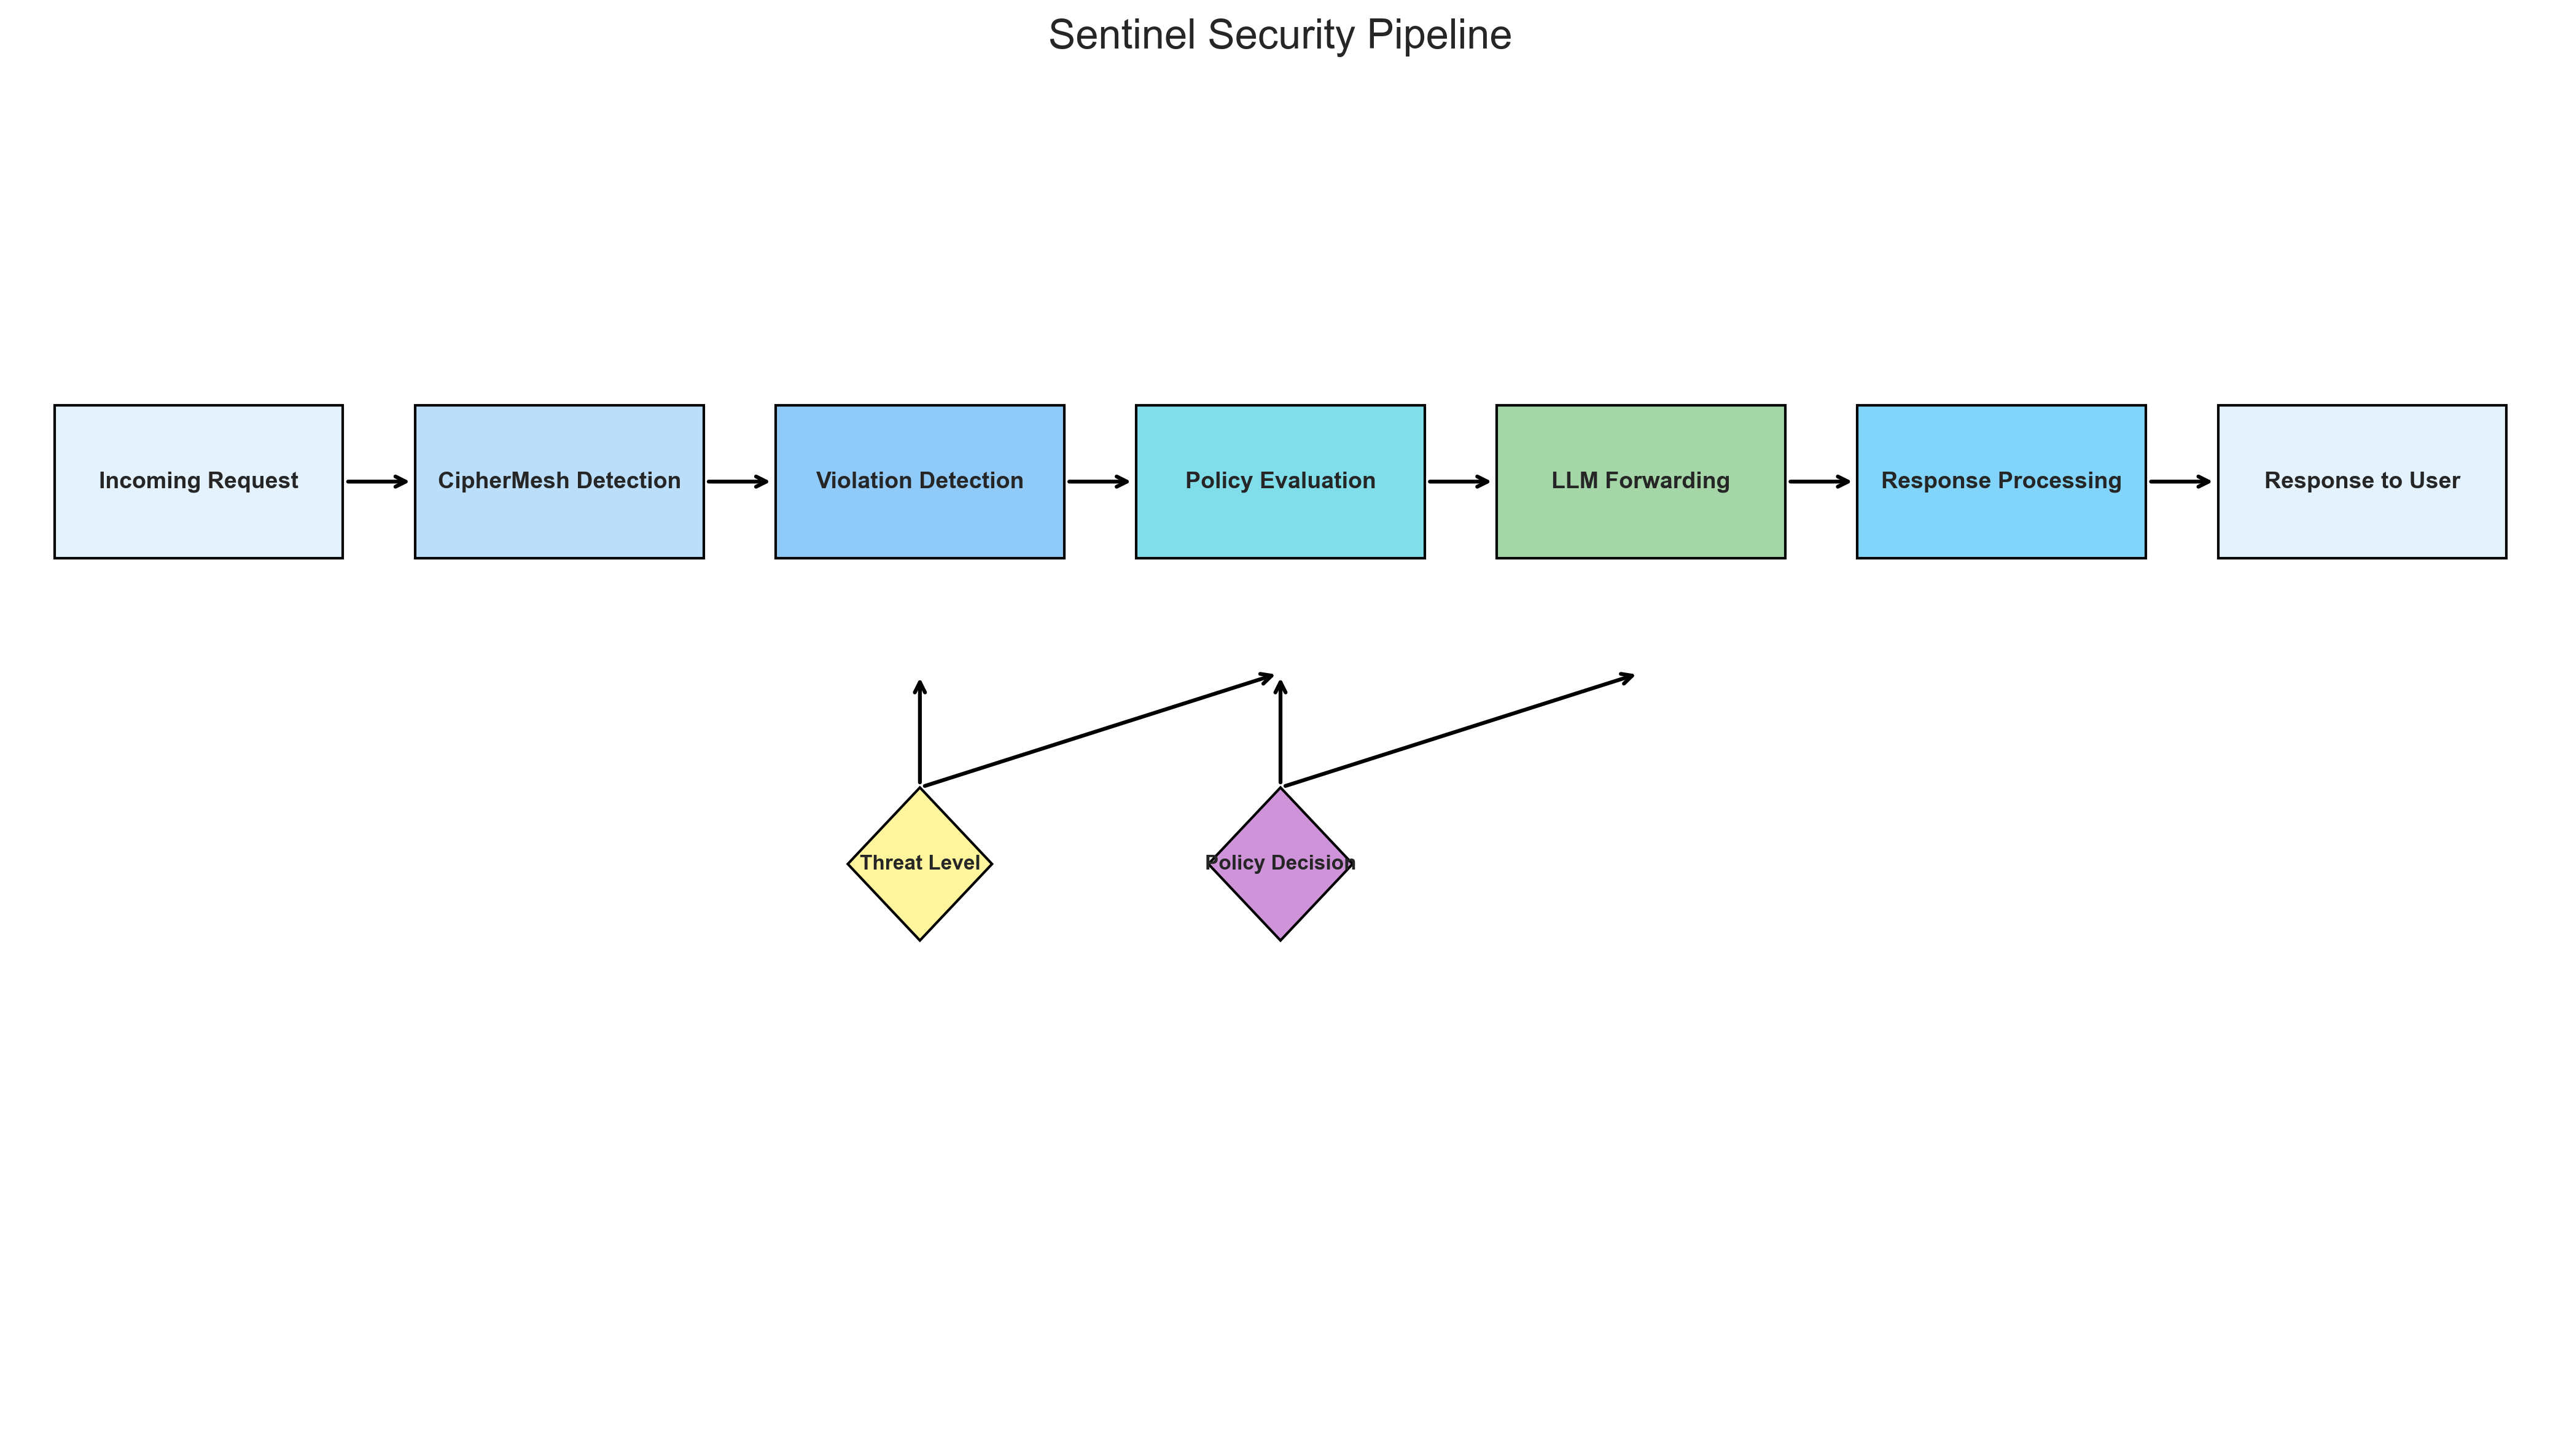 Sentinel Security Pipeline
Incoming Request
CipherMesh Detection
Violation Detection
Policy Evaluation
LLM Forwarding
Response Processing
Response to User
Threat Level
Policy Decision